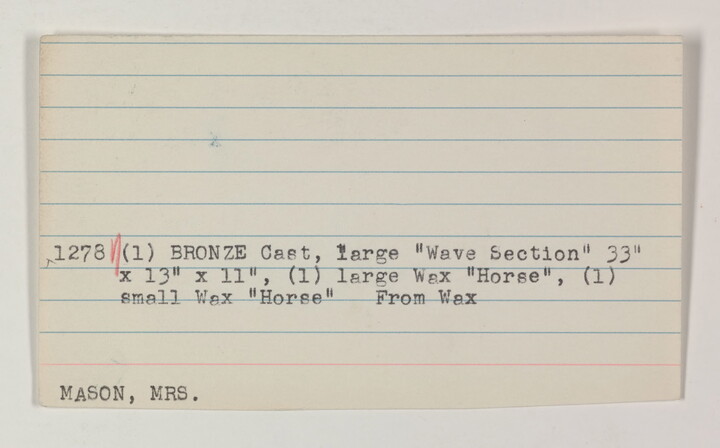 1278 (1) BRONZE Cast, large "Wave Section" 33"
x 13" x 11", (1) large Wax "Horse", (1)
small Wax "Horse" From Wax
MASON, MRS.